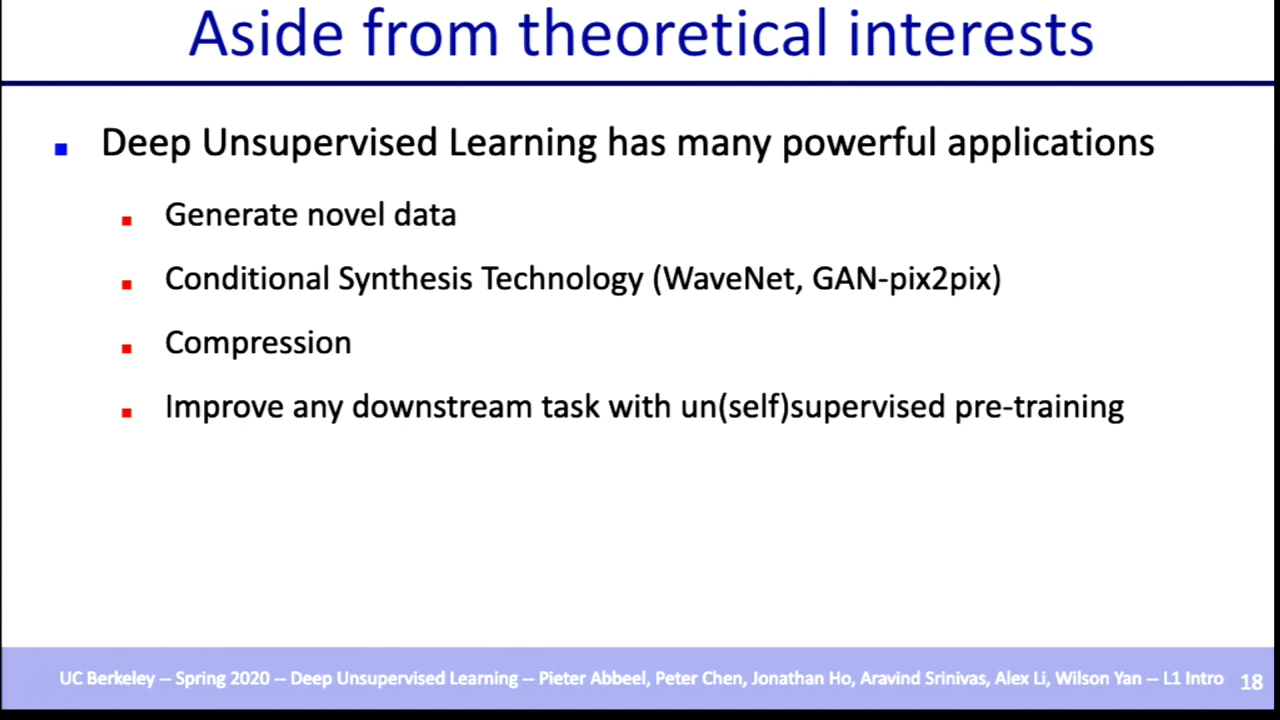 Aside from theoretical interests
Deep Unsupervised Learning has many powerful applications
Generate novel data
Conditional Synthesis Technology (WaveNet, GAN-pix2pix)
Compression
Improve any downstream task with un(self)supervised pre-training
UC Berkeley -- Spring 2020 -- Deep Unsupervised Learning -- Pieter Abbeel, Peter Chen, Jonathan Ho, Aravind Srinivas, Alex Li, Wilson Yan -- L1 Intro 18